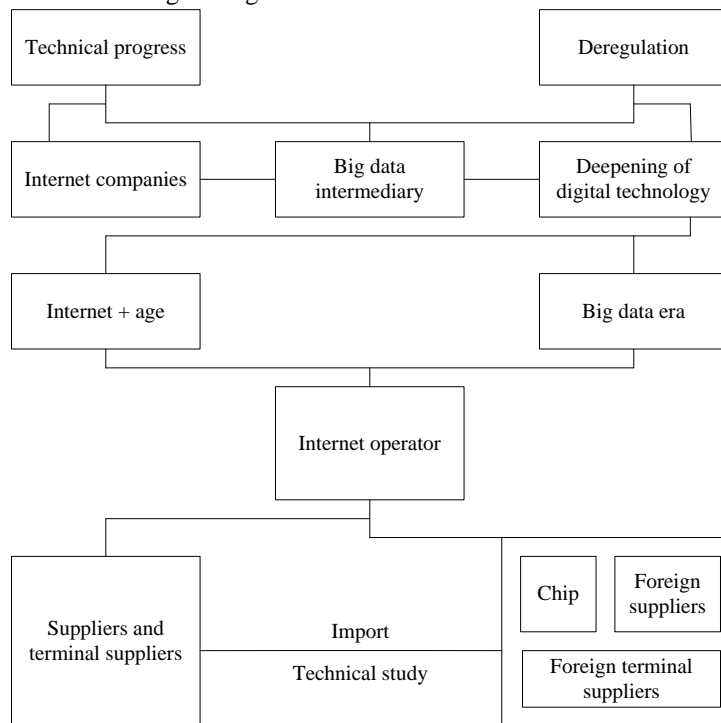 Technical progress
Deregulation
Internet companies
Big data
intermediary
Deepening of
digital technology
Internet + age
Big data era
Internet operator
Suppliers and
terminal suppliers
Import
Technical study
Chip
Foreign
suppliers
Foreign terminal
suppliers